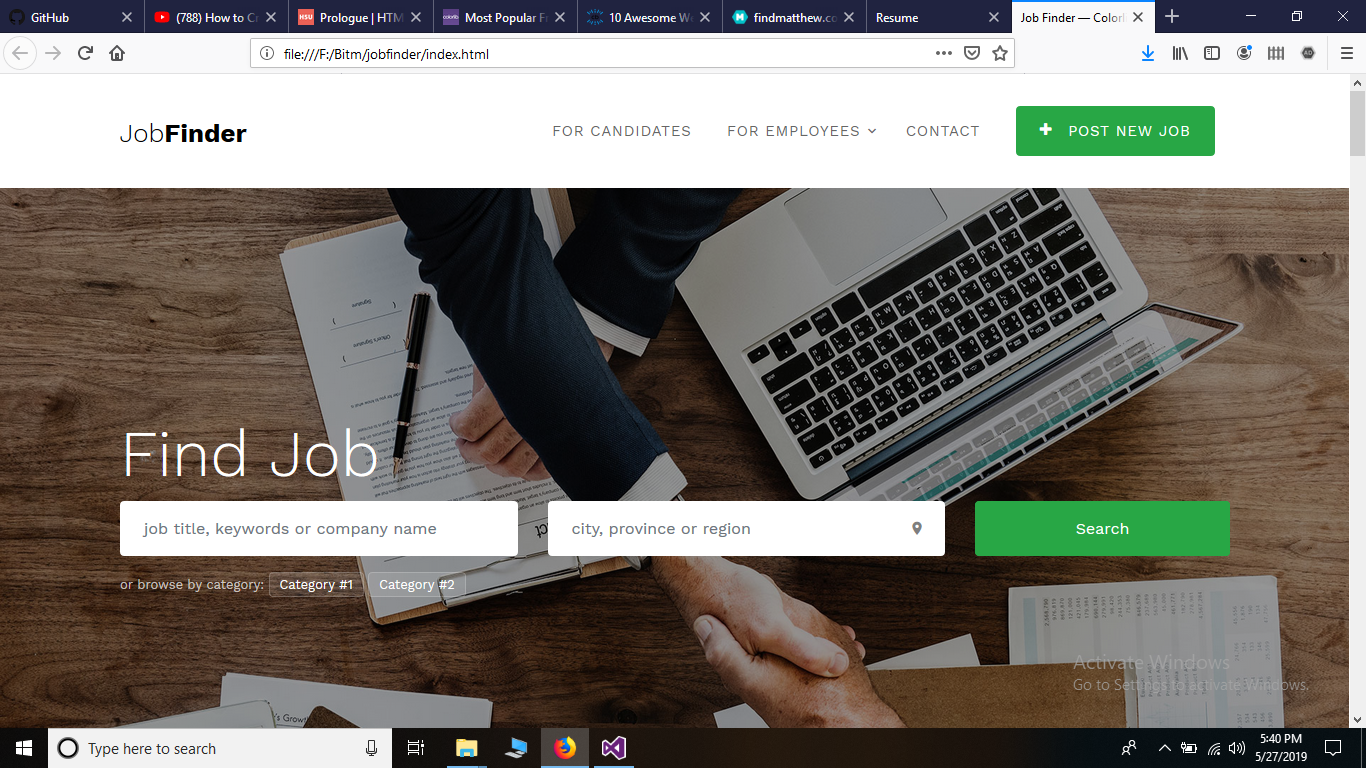 GitHub
(788) How to Cr
Prologue | HTM
Most Popular F
10 Awesome We
findmatthew.co
Resume
Job Finder — Colorl
file:///F:/Bitm/jobfinder/index.html
JobFinder
FOR CANDIDATES
FOR EMPLOYEES
CONTACT
+ POST NEW JOB
Find Job
job title, keywords or company name
city, province or region
Search
or browse by category: Category #1 Category #2
Activate Windows
Go to Settings to activate Windows.
Type here to search
5:40 PM
5/27/2019